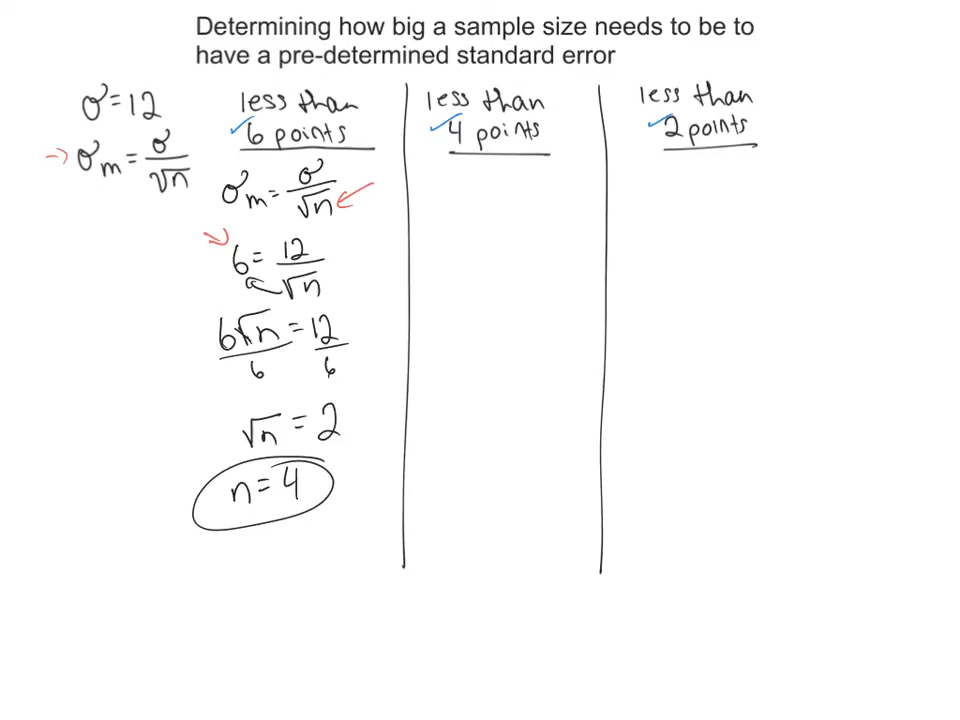 Determining how big a sample size needs to be to
have a pre-determined standard error
σ=12
→ σm = σ/√n
less than
✓6 points
σm = σ/√n
6 = 12/√n
6√n/6 = 12/6
√n = 2
n = 4
less than
✓4 points
less than
✓2 points